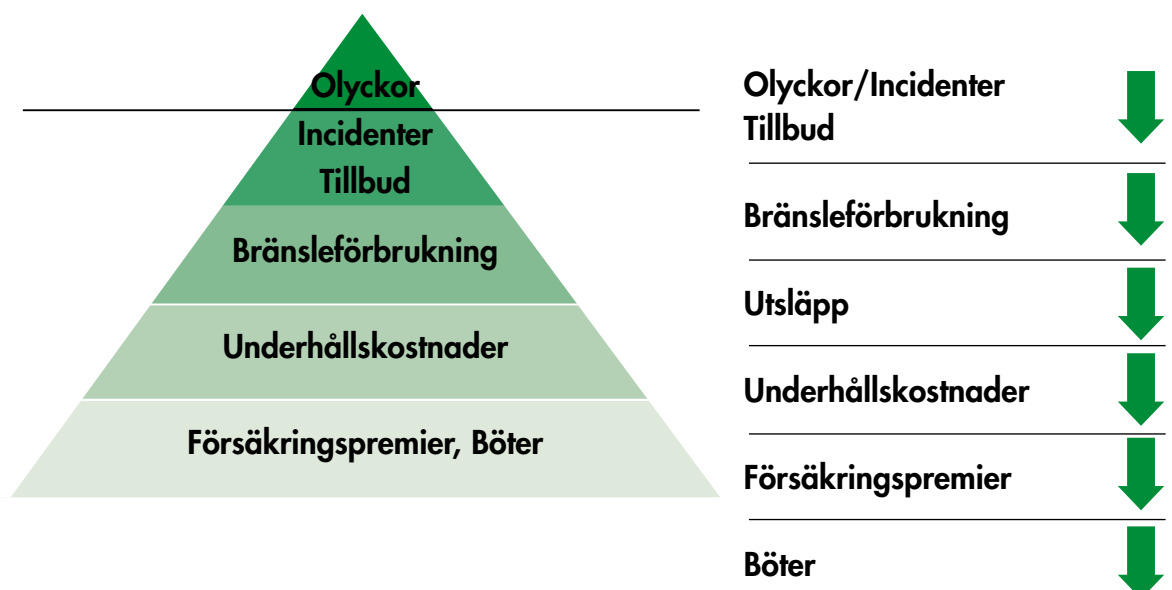 Olyckor
Incidenter
Tillbud
Bränsleförbrukning
Underhållskostnader
Försäkringspremier, Böter
Olyckor/Incidenter
Tillbud
Bränsleförbrukning
Utsläpp
Underhållskostnader
Försäkringspremier
Böter